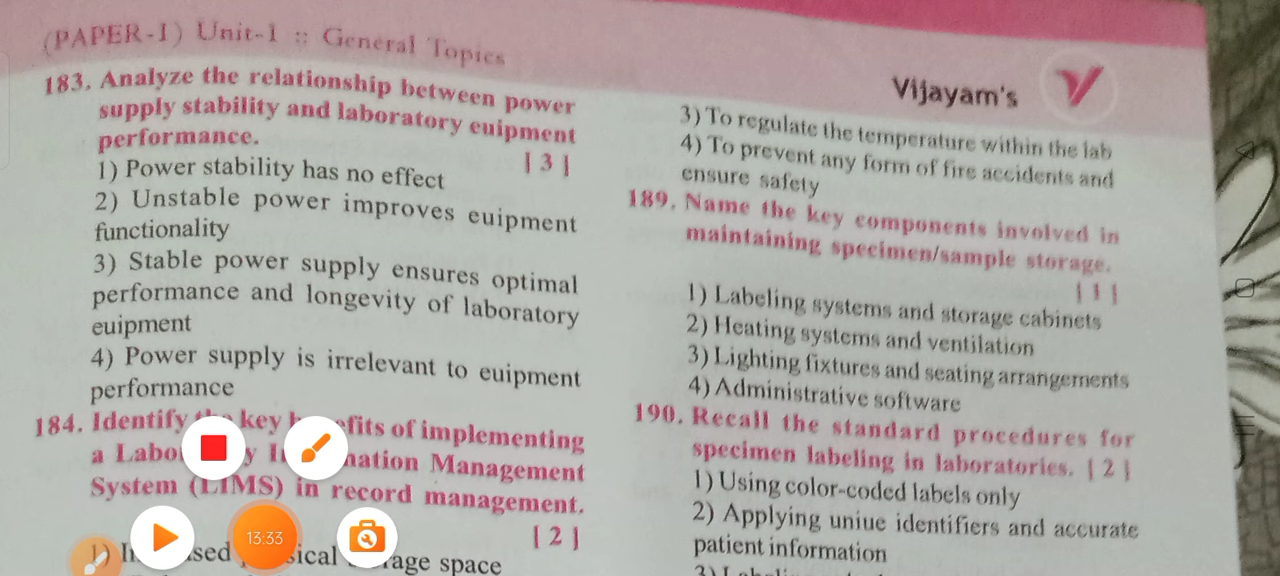 (PAPER-I) Unit-1 :: General Topics
183. Analyze the relationship between power
supply stability and laboratory euipment
performance. [ 3 ]
1) Power stability has no effect
2) Unstable power improves euipment
functionality
3) Stable power supply ensures optimal
performance and longevity of laboratory
euipment
4) Power supply is irrelevant to euipment
performance
184. Identify key of implementing
a Management
System (LIMS) in record management.
[ 2 ]
space
13:33
Vijayam's
3) To regulate the temperature within the lab
4) To prevent any form of fire accidents and
ensure safety
189. Name the key components involved in
maintaining specimen/sample storage.
[ 1 ]
1) Labeling systems and storage cabinets
2) Heating systems and ventilation
3) Lighting fixtures and seating arrangements
4) Administrative software
190. Recall the standard procedures for
specimen labeling in laboratories. [ 2 ]
1) Using color-coded labels only
2) Applying uniue identifiers and accurate
patient information